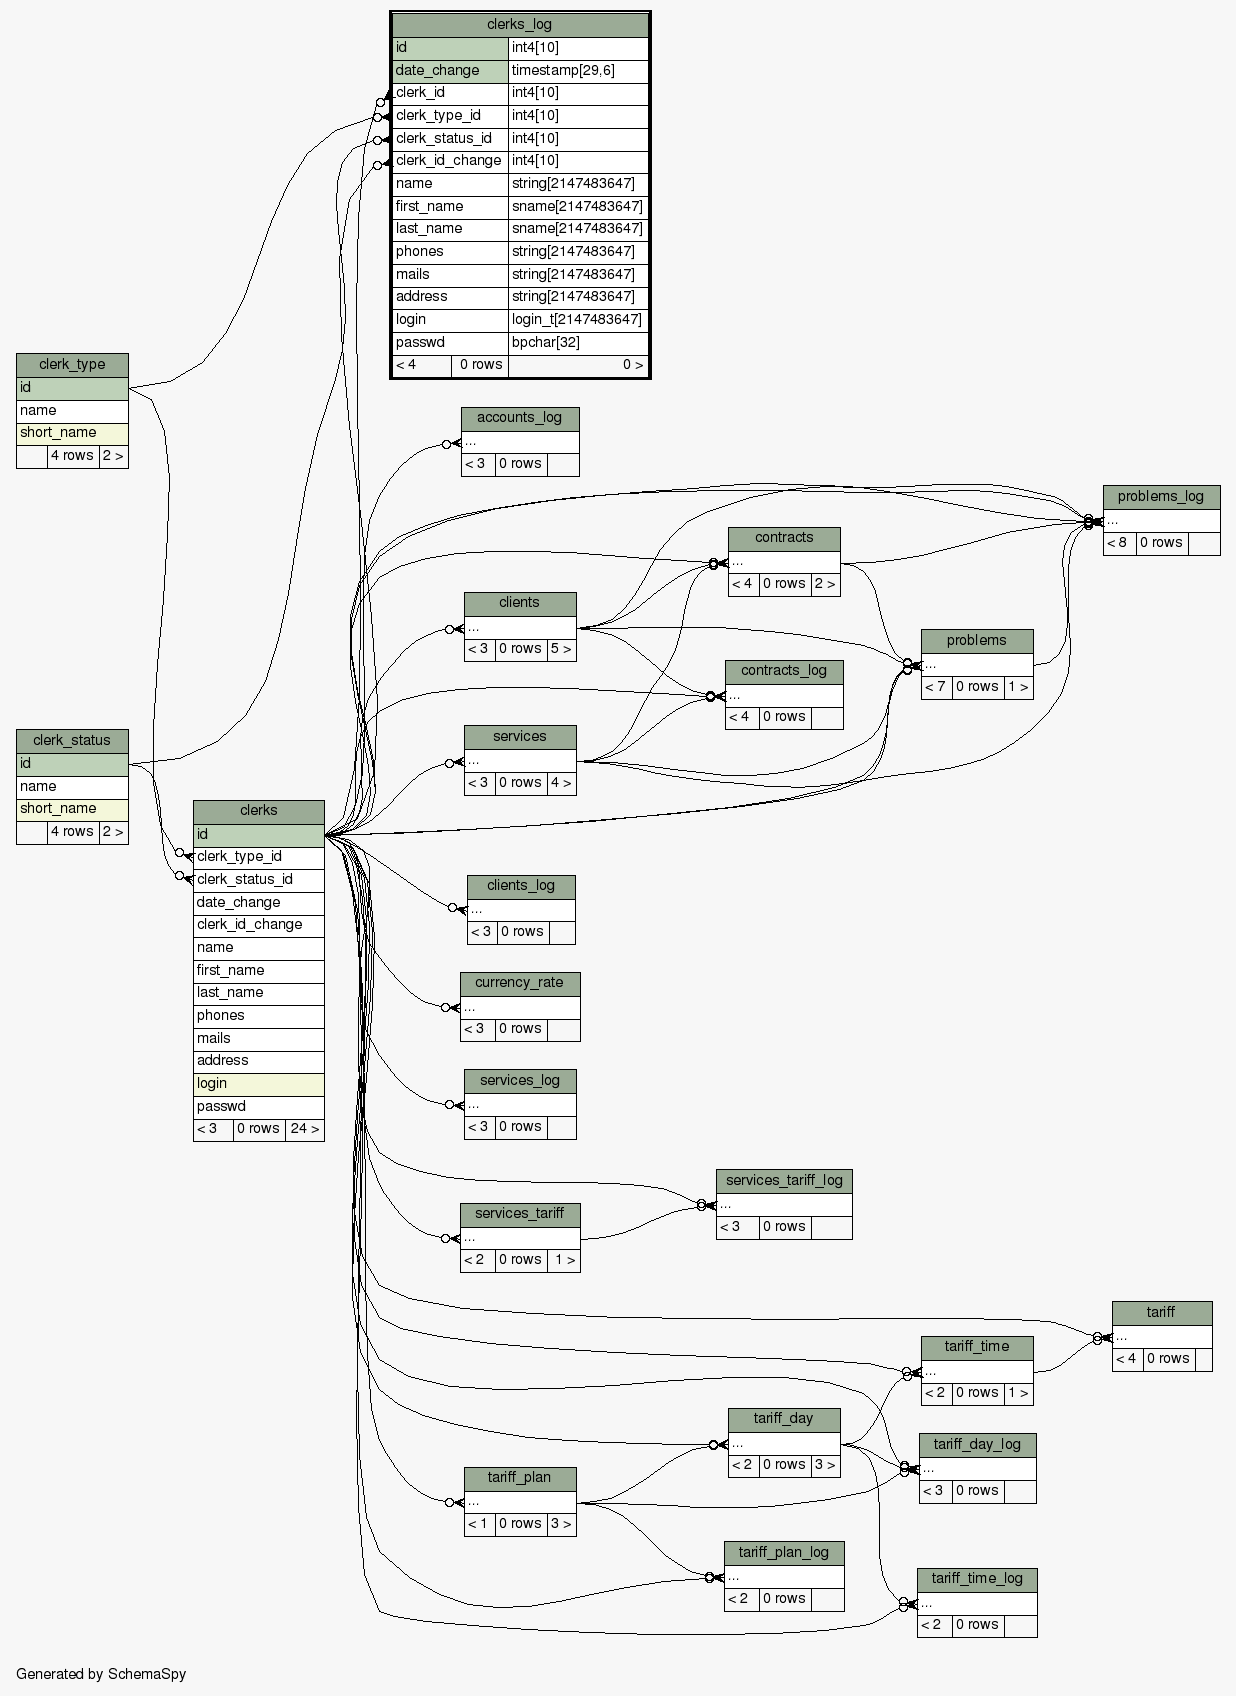 clerks_log
id int4[10]
date_change timestamp[29,6]
clerk_id int4[10]
clerk_type_id int4[10]
clerk_status_id int4[10]
clerk_id_change int4[10]
name string[2147483647]
first_name sname[2147483647]
last_name sname[2147483647]
phones string[2147483647]
mails string[2147483647]
address string[2147483647]
login login_t[2147483647]
passwd bpchar[32]
< 4 0 rows 0 >
clerk_type
id
name
short_name
4 rows 2 >
accounts_log
...
< 3 0 rows
problems_log
...
< 8 0 rows
contracts
...
< 4 0 rows 2 >
clients
...
< 3 0 rows 5 >
problems
...
< 7 0 rows 1 >
contracts_log
...
< 4 0 rows
services
...
< 3 0 rows 4 >
clerk_status
id
name
short_name
4 rows 2 >
clerks
id
clerk_type_id
clerk_status_id
date_change
clerk_id_change
name
first_name
last_name
phones
mails
address
login
passwd
< 3 0 rows 24 >
clients_log
...
< 3 0 rows
currency_rate
...
< 3 0 rows
services_log
...
< 3 0 rows
services_tariff_log
...
< 3 0 rows
services_tariff
...
< 2 0 rows 1 >
tariff
...
< 4 0 rows
tariff_time
...
< 2 0 rows 1 >
tariff_day
...
< 2 0 rows 3 >
tariff_day_log
...
< 3 0 rows
tariff_plan
...
< 1 0 rows 3 >
tariff_plan_log
...
< 2 0 rows
tariff_time_log
...
< 2 0 rows
Generated by SchemaSpy